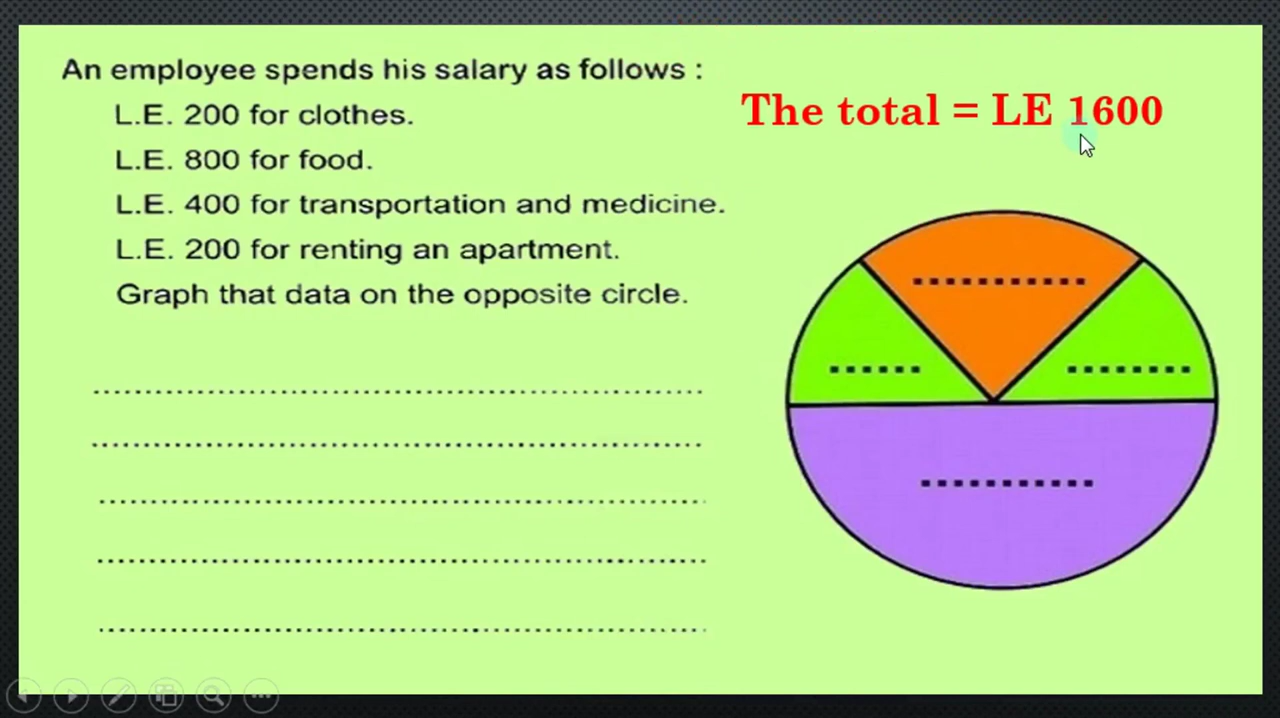 An employee spends his salary as follows :
L.E. 200 for clothes.
L.E. 800 for food.
L.E. 400 for transportation and medicine.
L.E. 200 for renting an apartment.
Graph that data on the opposite circle.
The total = LE 1600